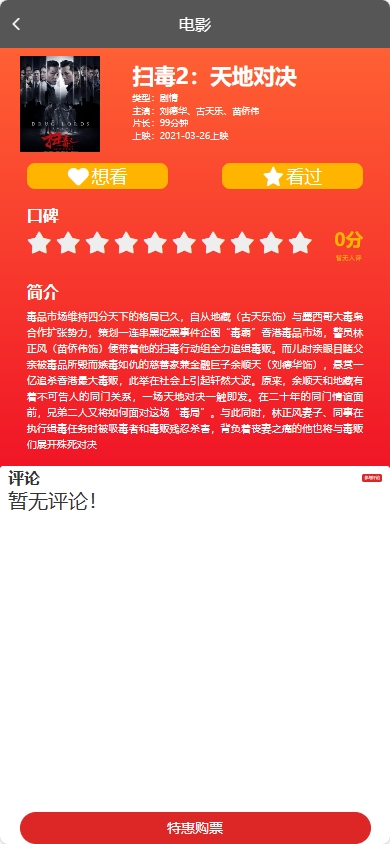 电影
DRUG LORDS
扫毒2：天地对决
类型：剧情
主演：刘德华、古天乐、苗侨伟
片长：99分钟
上映：2021-03-26上映
想看
看过
口碑
0分
暂无人评
简介
毒品市场维持四分天下的格局已久，自从地藏（古天乐饰）与墨西哥大毒枭
合作扩张势力，策划一连串黑吃黑事件企图“毒霸”香港毒品市场，警员林
正风（苗侨伟饰）便带着他的扫毒行动组全力追缉毒贩。而儿时亲眼目睹父
亲被毒品所毁而嫉毒如仇的慈善家兼金融巨子余顺天（刘德华饰），悬赏一
亿追杀香港最大毒贩，此举在社会上引起轩然大波。原来，余顺天和地藏有
着不可告人的同门关系，一场天地对决一触即发。在二十年的同门情谊面
前，兄弟二人又将如何面对这场“毒局”。与此同时，林正风妻子、同事在
执行缉毒任务时被吸毒者和毒贩残忍杀害，背负着丧妻之痛的他也将与毒贩
们展开殊死对决
评论
暂无评论！
特惠购票